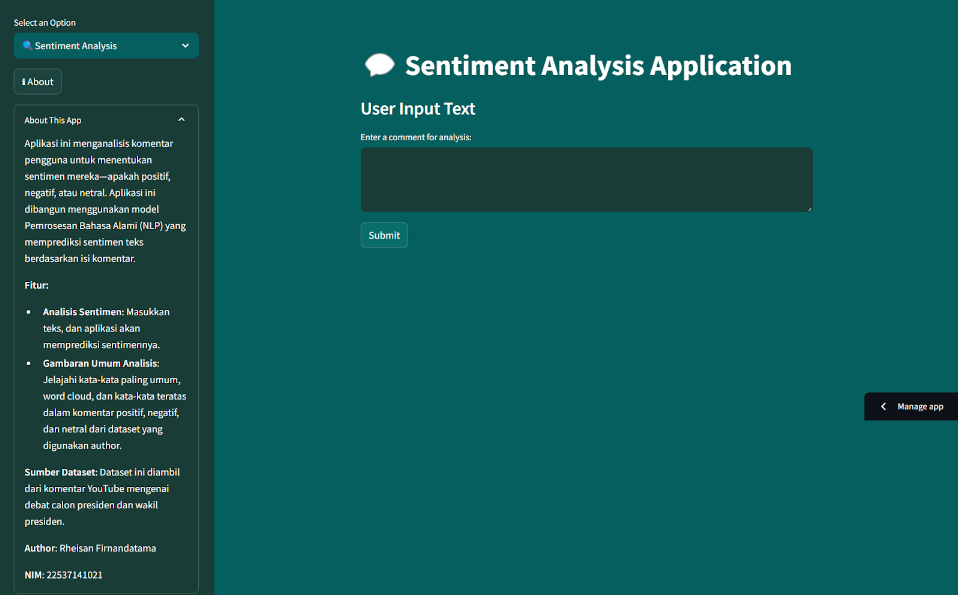 Select an Option
Sentiment Analysis
About
About This App
Aplikasi ini menganalisis komentar
pengguna untuk menentukan
sentimen mereka—apakah positif,
negatif, atau netral. Aplikasi ini
dibangun menggunakan model
Pemrosesan Bahasa Alami (NLP) yang
memprediksi sentimen teks
berdasarkan isi komentar.
Fitur:
• Analisis Sentimen: Masukkan
teks, dan aplikasi akan
memprediksi sentimennya.
• Gambaran Umum Analisis:
Jelajahi kata-kata paling umum,
word cloud, dan kata-kata teratas
dalam komentar positif, negatif,
dan netral dari dataset yang
digunakan author.
Sumber Dataset: Dataset ini diambil
dari komentar YouTube mengenai
debat calon presiden dan wakil
presiden.
Author: Rheisan Firnandatama
NIM: 22537141021
Sentiment Analysis Application
User Input Text
Enter a comment for analysis:
Submit
Manage app